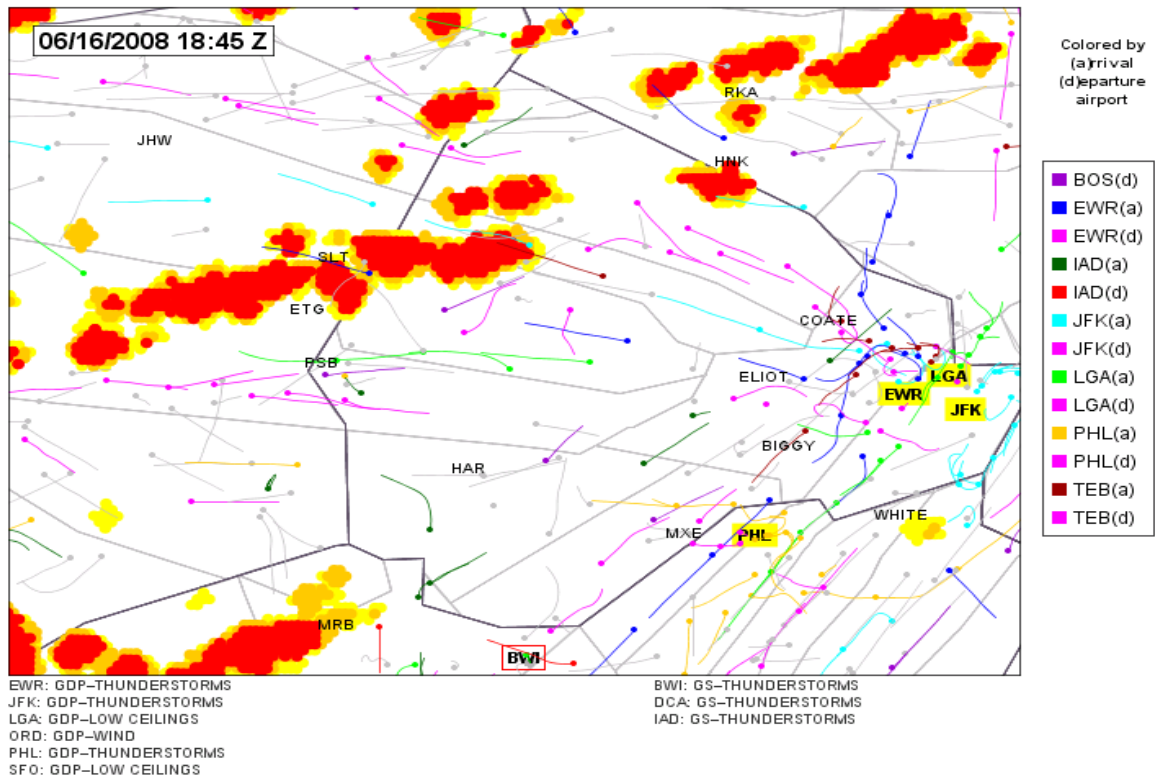 06/16/2008 18:45 Z
Colored by
(a)rrival
(d)eparture
airport
RKA
JHW
HNK
BOS(d)
EWR(a)
EWR(d)
IAD(a)
IAD(d)
JFK(a)
JFK(d)
LGA(a)
LGA(d)
PHL(a)
PHL(d)
TEB(a)
TEB(d)
SLT
ETG
COATE
PSB
ELIOT
LGA
EWR
JFK
BIGGY
HAR
WHITE
MXE
PHL
MRB
BWI
EWR: GDP–THUNDERSTORMS
JFK: GDP–THUNDERSTORMS
LGA: GDP–LOW CEILINGS
ORD: GDP–WIND
PHL: GDP–THUNDERSTORMS
SFO: GDP–LOW CEILINGS
BWI: GS–THUNDERSTORMS
DCA: GS–THUNDERSTORMS
IAD: GS–THUNDERSTORMS